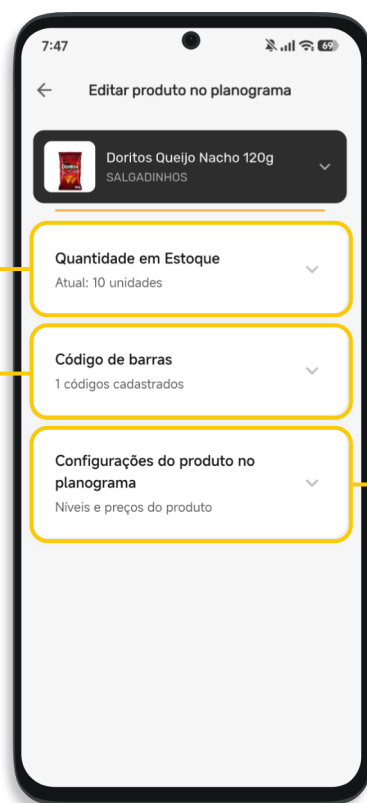 7:47
69
Editar produto no planograma
Doritos Queijo Nacho 120g
SALGADINHOS
Quantidade em Estoque
Atual: 10 unidades
Código de barras
1 códigos cadastrados
Configurações do produto no
planograma
Níveis e preços do produto